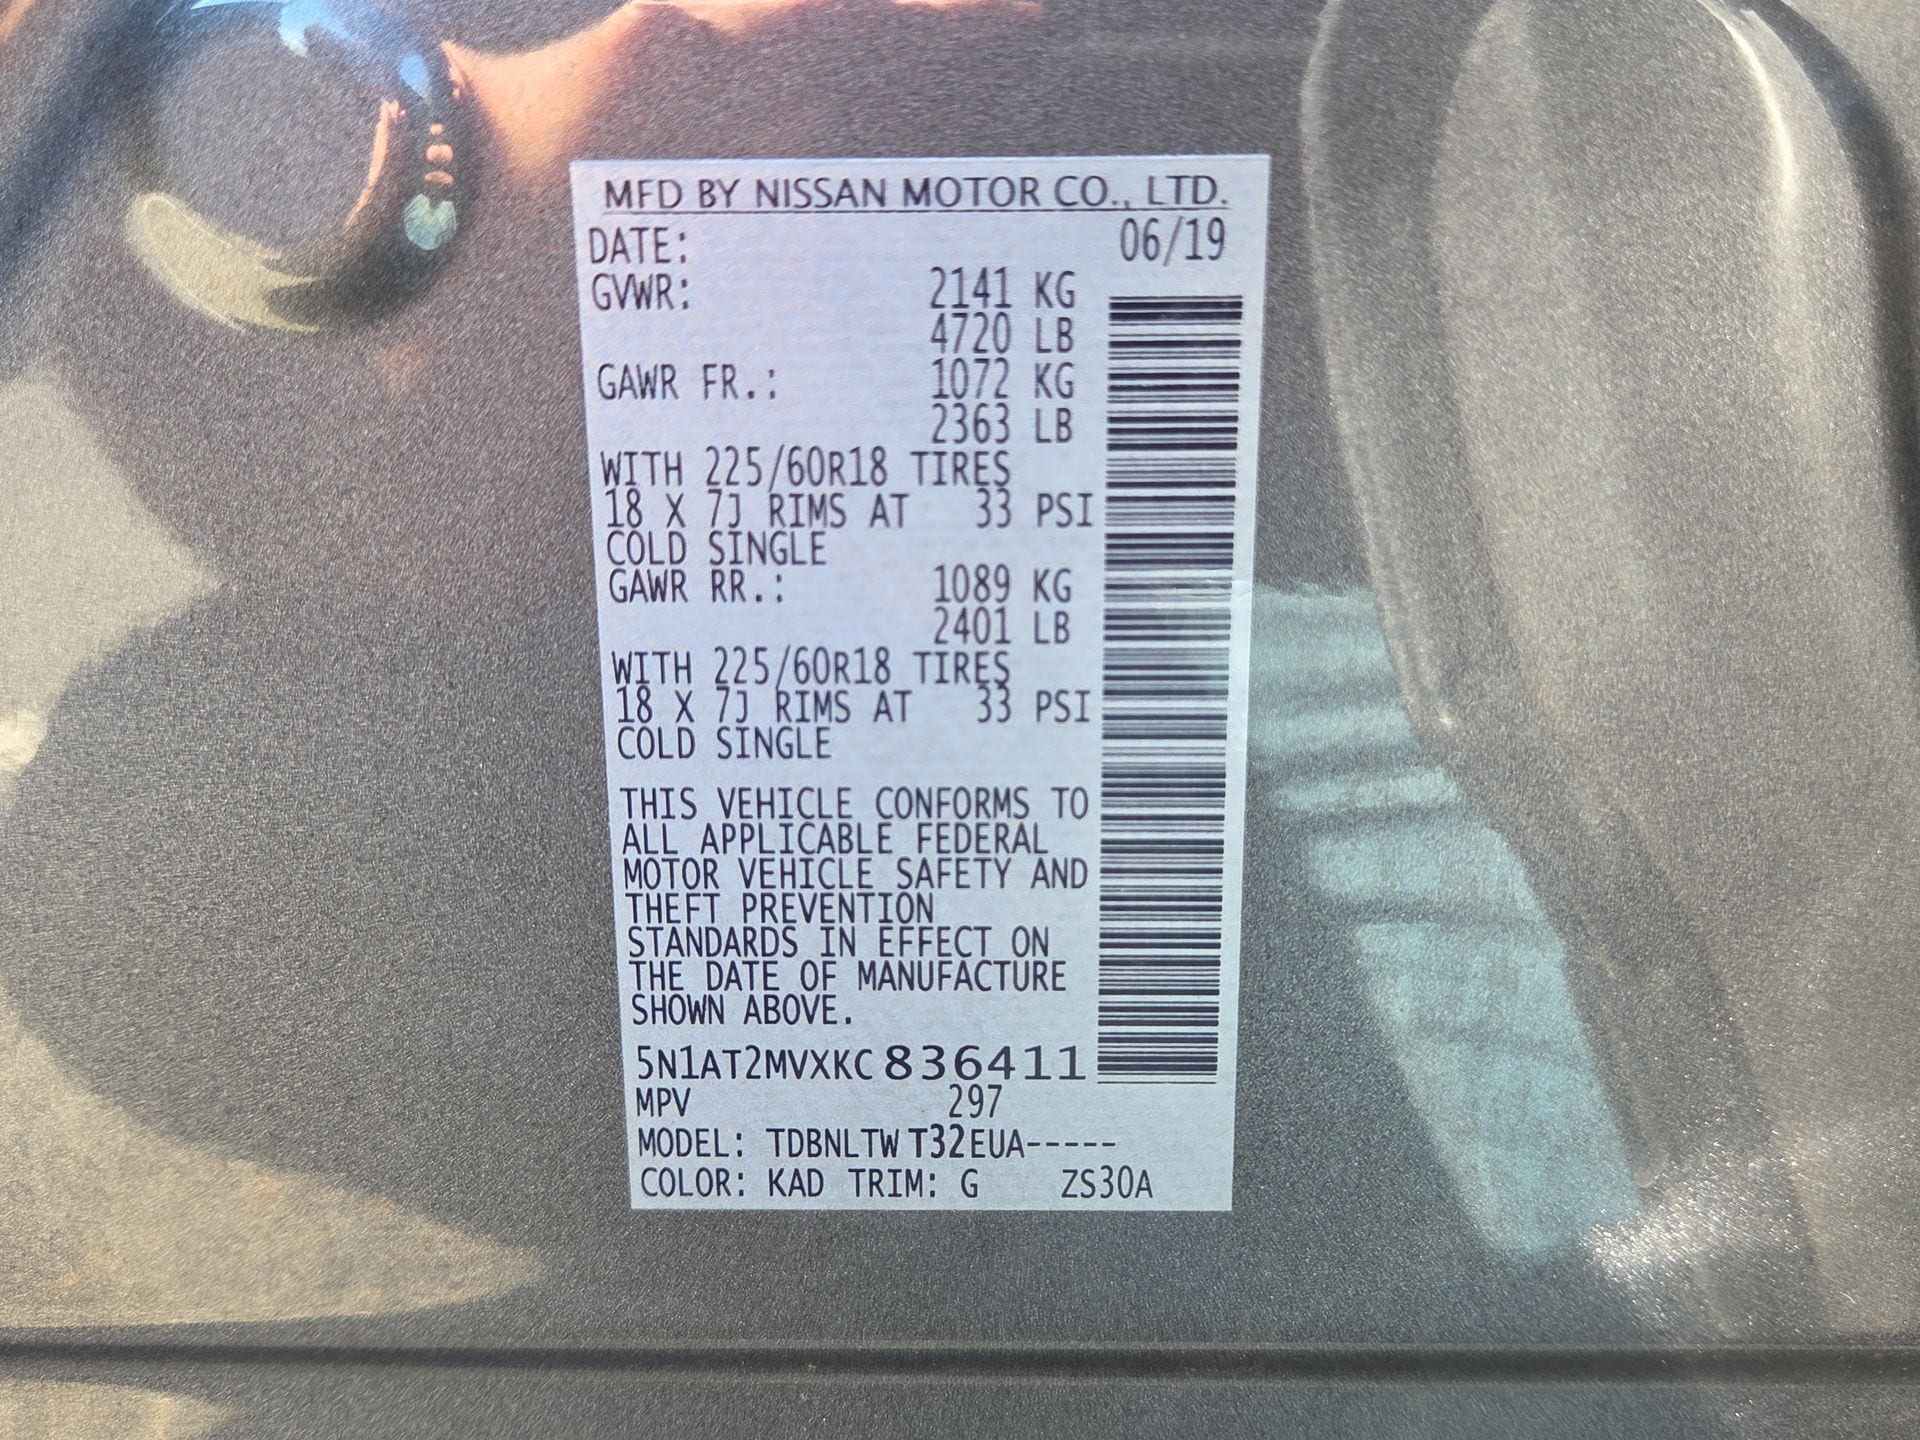 MFD BY NISSAN MOTOR CO., LTD.
DATE: 06/19
GVWR: 2141 KG
4720 LB
GAWR FR.: 1072 KG
2363 LB
WITH 225/60R18 TIRES
18 X 7J RIMS AT 33 PSI
COLD SINGLE
GAWR RR.: 1089 KG
2401 LB
WITH 225/60R18 TIRES
18 X 7J RIMS AT 33 PSI
COLD SINGLE
THIS VEHICLE CONFORMS TO
ALL APPLICABLE FEDERAL
MOTOR VEHICLE SAFETY AND
THEFT PREVENTION
STANDARDS IN EFFECT ON
THE DATE OF MANUFACTURE
SHOWN ABOVE.
5N1AT2MVXKC836411
MPV 297
MODEL: TDBNLTWT32EUA-----
COLOR: KAD TRIM: G ZS30A